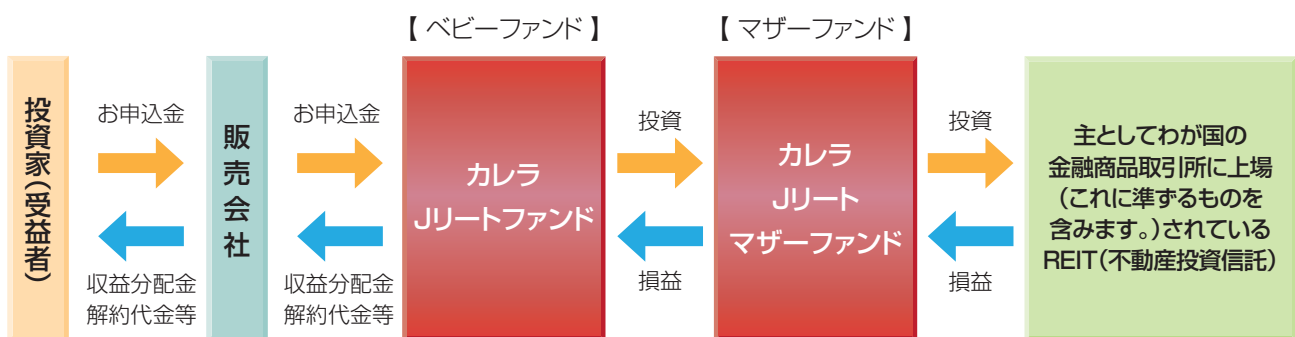 【 ベビーファンド 】
【 マザーファンド 】
投資家(受益者)
お申込金
収益分配金
解約代金等
販売会社
お申込金
収益分配金
解約代金等
カレラ
Jリートファンド
投資
損益
カレラ
Jリート
マザーファンド
投資
損益
主としてわが国の
金融商品取引所に上場
(これに準ずるものを
含みます。)されている
REIT(不動産投資信託)